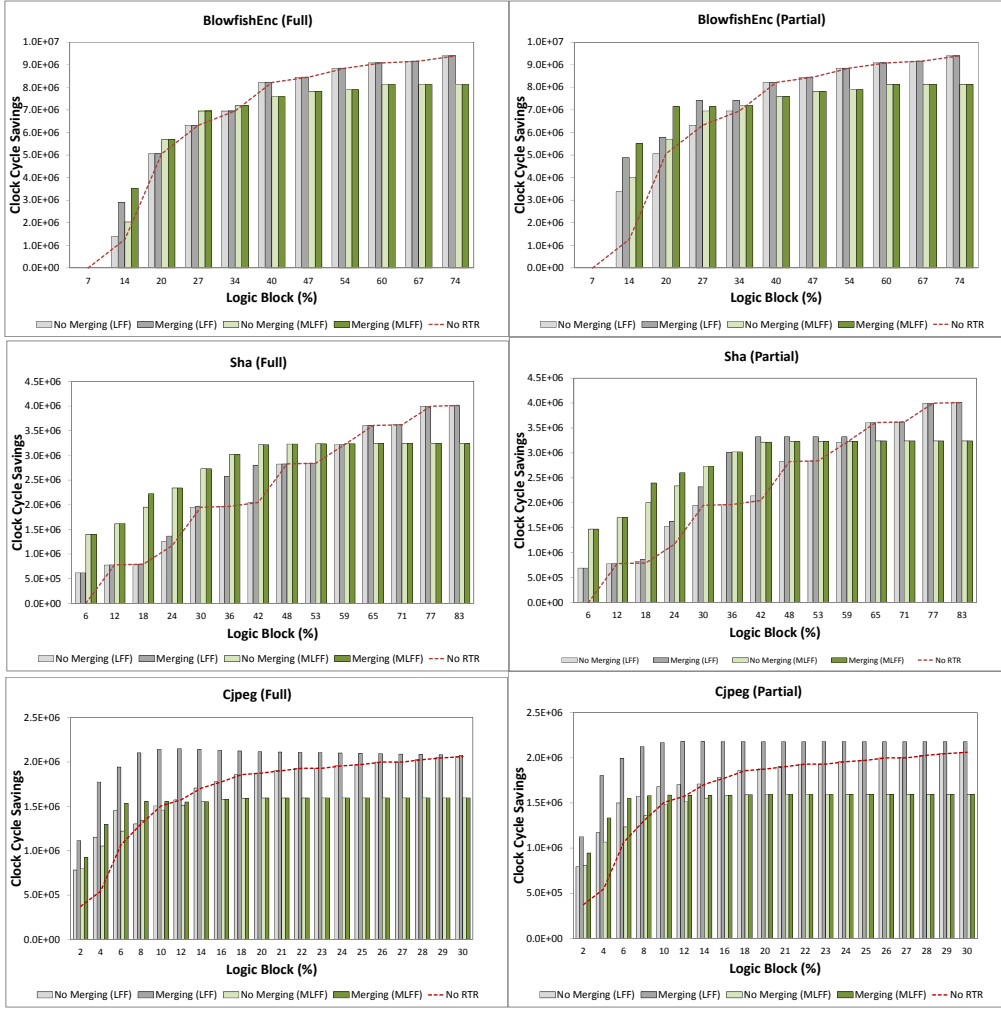 BlowfishEnc (Full)
Clock Cycle Savings
1.0E+07
9.0E+06
8.0E+06
7.0E+06
6.0E+06
5.0E+06
4.0E+06
3.0E+06
2.0E+06
1.0E+06
0.0E+00
7 14 20 27 34 40 47 54 60 67 74
Logic Block (%)
No Merging (LFF) Merging (LFF) No Merging (MLFF) Merging (MLFF) No RTR
BlowfishEnc (Partial)
Clock Cycle Savings
1.0E+07
9.0E+06
8.0E+06
7.0E+06
6.0E+06
5.0E+06
4.0E+06
3.0E+06
2.0E+06
1.0E+06
0.0E+00
7 14 20 27 34 40 47 54 60 67 74
Logic Block (%)
No Merging (LFF) Merging (LFF) No Merging (MLFF) Merging (MLFF) No RTR
Sha (Full)
Clock Cycle Savings
4.5E+06
4.0E+06
3.5E+06
3.0E+06
2.5E+06
2.0E+06
1.5E+06
1.0E+06
5.0E+05
0.0E+00
6 12 18 24 30 36 42 48 53 59 65 71 77 83
Logic Block (%)
No Merging (LFF) Merging (LFF) No Merging (MLFF) Merging (MLFF) No RTR
Sha (Partial)
Clock Cycle Savings
4.5E+06
4.0E+06
3.5E+06
3.0E+06
2.5E+06
2.0E+06
1.5E+06
1.0E+06
5.0E+05
0.0E+00
6 12 18 24 30 36 42 48 53 59 65 71 77 83
Logic Block (%)
No Merging (LFF) Merging (LFF) No Merging (MLFF) Merging (MLFF) No RTR
Cjpeg (Full)
Clock Cycle Savings
2.5E+06
2.0E+06
1.5E+06
1.0E+06
5.0E+05
0.0E+00
2 4 6 8 10 12 14 16 18 20 21 22 23 24 25 26 27 28 29 30
Logic Block (%)
No Merging (LFF) Merging (LFF) No Merging (MLFF) Merging (MLFF) No RTR
Cjpeg (Partial)
Clock Cycle Savings
2.5E+06
2.0E+06
1.5E+06
1.0E+06
5.0E+05
0.0E+00
2 4 6 8 10 12 14 16 18 20 21 22 23 24 25 26 27 28 29 30
Logic Block (%)
No Merging (LFF) Merging (LFF) No Merging (MLFF) Merging (MLFF) No RTR